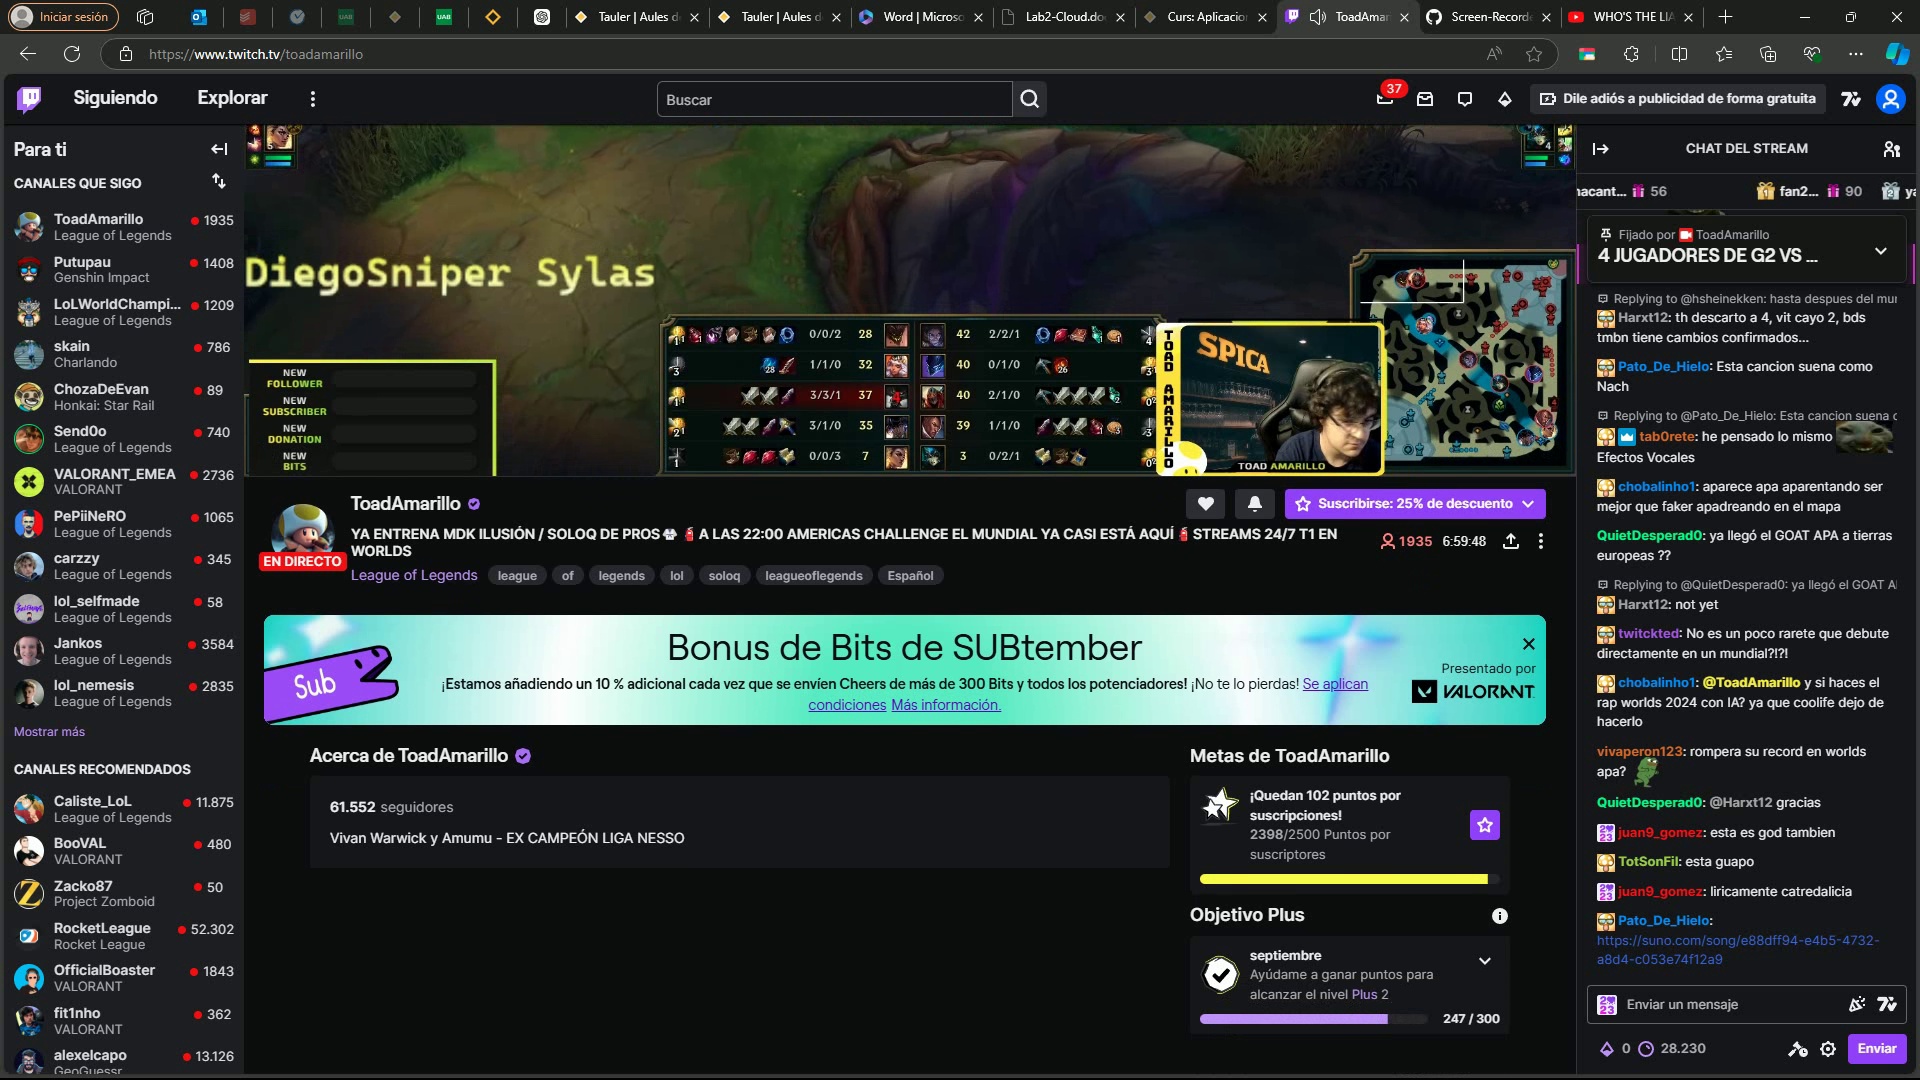 Iniciar sesión
UAB
UAB
Tauler | Aules d
Tauler | Aules d
Word | Microso
Lab2-Cloud.do
Curs: Aplicacio
ToadAmar
Screen-Record
WHO'S THE LIA
https://www.twitch.tv/toadamarillo
Siguiendo
Explorar
Buscar
37
Dile adiós a publicidad de forma gratuita
Para ti
CANALES QUE SIGO
ToadAmarillo
1935
League of Legends
Putupau
1408
Genshin Impact
LoLWorldChampi...
1209
League of Legends
skain
786
Charlando
ChozaDeEvan
89
Honkai: Star Rail
Send0o
740
League of Legends
VALORANT_EMEA
2736
VALORANT
PePiiNeRO
1065
League of Legends
carzzy
345
League of Legends
lol_selfmade
58
League of Legends
Jankos
3584
League of Legends
lol_nemesis
2835
League of Legends
Mostrar más
CANALES RECOMENDADOS
Caliste_LoL
11.875
League of Legends
BooVAL
480
VALORANT
Zacko87
50
Project Zomboid
RocketLeague
52.302
Rocket League
OfficialBoaster
1843
VALORANT
fit1nho
362
VALORANT
alexelcapo
13.126
GeoGuessr
DiegoSniper Sylas
NEW
FOLLOWER
NEW
SUBSCRIBER
NEW
DONATION
NEW
BITS
0/0/2 28 42 2/2/1
1/1/0 32 40 0/1/0
3/3/1 37 40 2/1/0
3/1/0 35 39 1/1/0
0/0/3 7 3 0/2/1
TOAD AMARILLO
SPICA
TOAD AMARILLO
ToadAmarillo
Suscribirse: 25% de descuento
EN DIRECTO
YA ENTRENA MDK ILUSIÓN / SOLOQ DE PROS A LAS 22:00 AMERICAS CHALLENGE EL MUNDIAL YA CASI ESTÁ AQUÍ STREAMS 24/7 T1 EN
WORLDS
1935 6:59:48
League of Legends league of legends lol soloq leagueoflegends Español
Sub
Bonus de Bits de SUBtember
¡Estamos añadiendo un 10 % adicional cada vez que se envíen Cheers de más de 300 Bits y todos los potenciadores! ¡No te lo pierdas! Se aplican
condiciones Más información.
Presentado por
VALORANT
Acerca de ToadAmarillo
61.552 seguidores
Vivan Warwick y Amumu - EX CAMPEÓN LIGA NESSO
Metas de ToadAmarillo
¡Quedan 102 puntos por
suscripciones!
2398/2500 Puntos por
suscriptores
Objetivo Plus
septiembre
Ayúdame a ganar puntos para
alcanzar el nivel Plus 2
247 / 300
CHAT DEL STREAM
nacant... 56
fan2... 90
ya
Fijado por ToadAmarillo
4 JUGADORES DE G2 VS ...
Replying to @hsheinekken: hasta despues del mun
Harxt12: th descarto a 4, vit cayo 2, bds
tmbn tiene cambios confirmados...
Pato_De_Hielo: Esta cancion suena como
Nach
Replying to @Pato_De_Hielo: Esta cancion suena c
tab0rete: he pensado lo mismo
Efectos Vocales
chobalinho1: aparece apa aparentando ser
mejor que faker apadreando en el mapa
QuietDesperad0: ya llegó el GOAT APA a tierras
europeas ??
Replying to @QuietDesperad0: ya llegó el GOAT A
Harxt12: not yet
twitckted: No es un poco rarete que debute
directamente en un mundial?!?!
chobalinho1: @ToadAmarillo y si haces el
rap worlds 2024 con IA? ya que coolife dejo de
hacerlo
vivaperon123: rompera su record en worlds
apa?
QuietDesperad0: @Harxt12 gracias
juan9_gomez: esta es god tambien
TotSonFil: esta guapo
juan9_gomez: liricamente catredalicia
Pato_De_Hielo:
https://suno.com/song/e88dff94-e4b5-4732-
a8d4-c053e74f12a9
Enviar un mensaje
0 28.230
Enviar